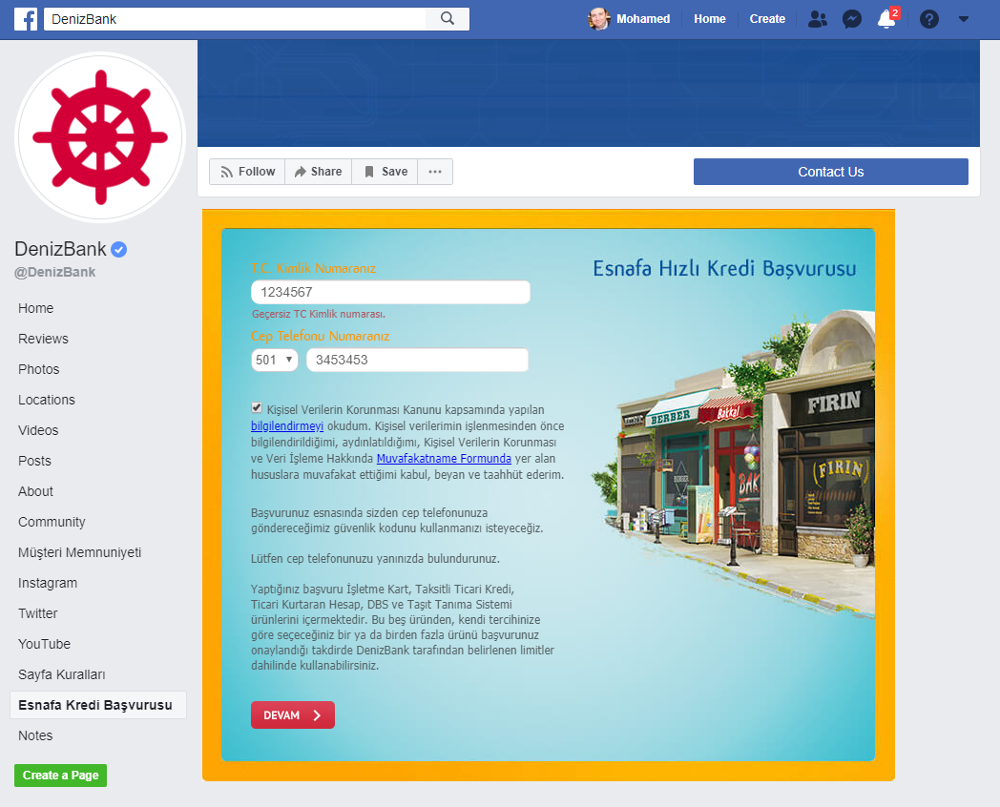 DenizBank
Mohamed
Home
Create
2
Follow
Share
Save
Contact Us
DenizBank
@DenizBank
Home
Reviews
Photos
Locations
Videos
Posts
About
Community
Müşteri Memnuniyeti
Instagram
Twitter
YouTube
Sayfa Kuralları
Esnafa Kredi Başvurusu
Notes
Create a Page
Esnafa Hızlı Kredi Başvurusu
T.C. Kimlik Numaranız
1234567
Geçersiz TC Kimlik numarası.
Cep Telefonu Numaranız
501
3453453
Kişisel Verilerin Korunması Kanunu kapsamında yapılan
bilgilendirmeyi okudum. Kişisel verilerimin işlenmesinden önce
bilgilendirildiğimi, aydınlatıldığımı, Kişisel Verilerin Korunması
ve Veri İşleme Hakkında Muvafakatname Formunda yer alan
hususlara muvafakat ettiğimi kabul, beyan ve taahhüt ederim.
Başvurunuz esnasında sizden cep telefonunuza
göndereceğimiz güvenlik kodunu kullanmanızı isteyeceğiz.
Lütfen cep telefonunuzu yanınızda bulundurunuz.
Yaptığınız başvuru İşletme Kart, Taksitli Ticari Kredi,
Ticari Kurtaran Hesap, DBS ve Taşıt Tanıma Sistemi
ürünlerini içermektedir. Bu beş üründen, kendi tercihinize
göre seçeceğiniz bir ya da birden fazla ürünü başvurunuz
onaylandığı takdirde DenizBank tarafından belirlenen limitler
dahilinde kullanabilirsiniz.
DEVAM
BERBER
Bakkal
FIRIN
FIRIN
BAK